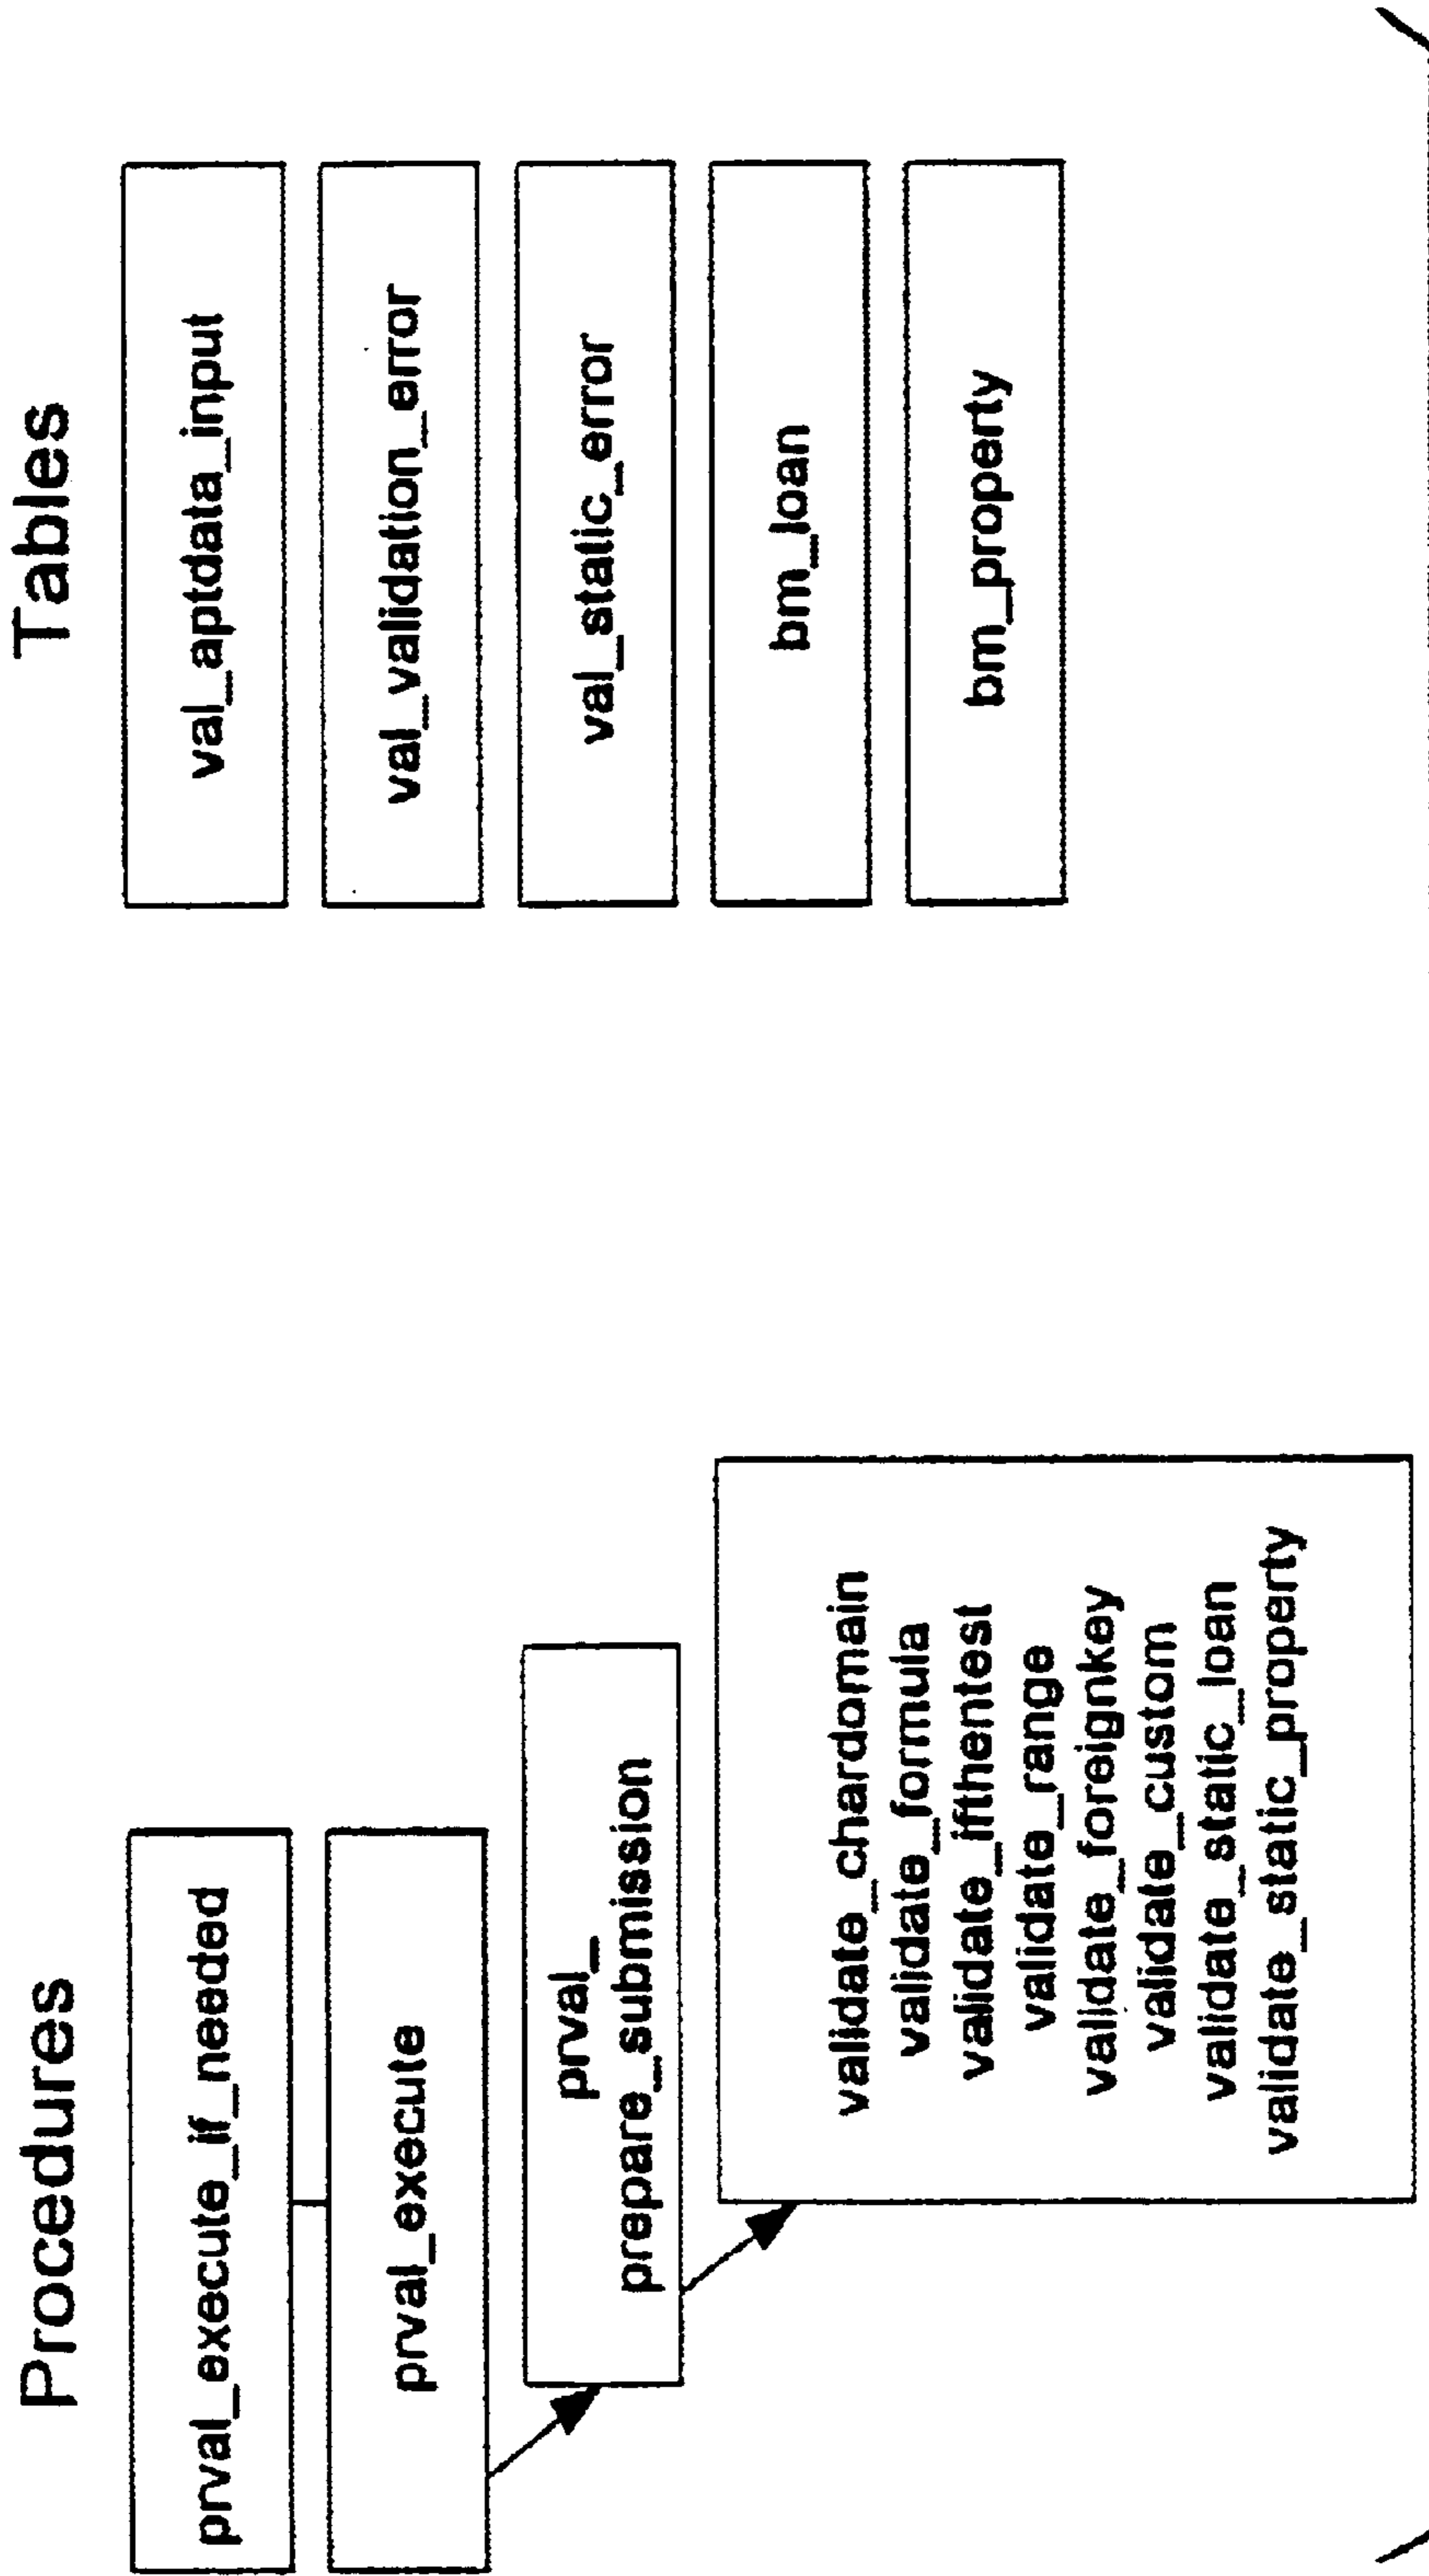 Procedures
prval_execute_if_needed
prval_execute
prval_
prepare_submission
validate_chardomain
validate_formula
validate_ifthentest
validate_range
validate_foreignkey
validate_custom
validate_static_loan
validate_static_property
Tables
val_aptdata_input
val_validation_error
val_static_error
bm_loan
bm_property